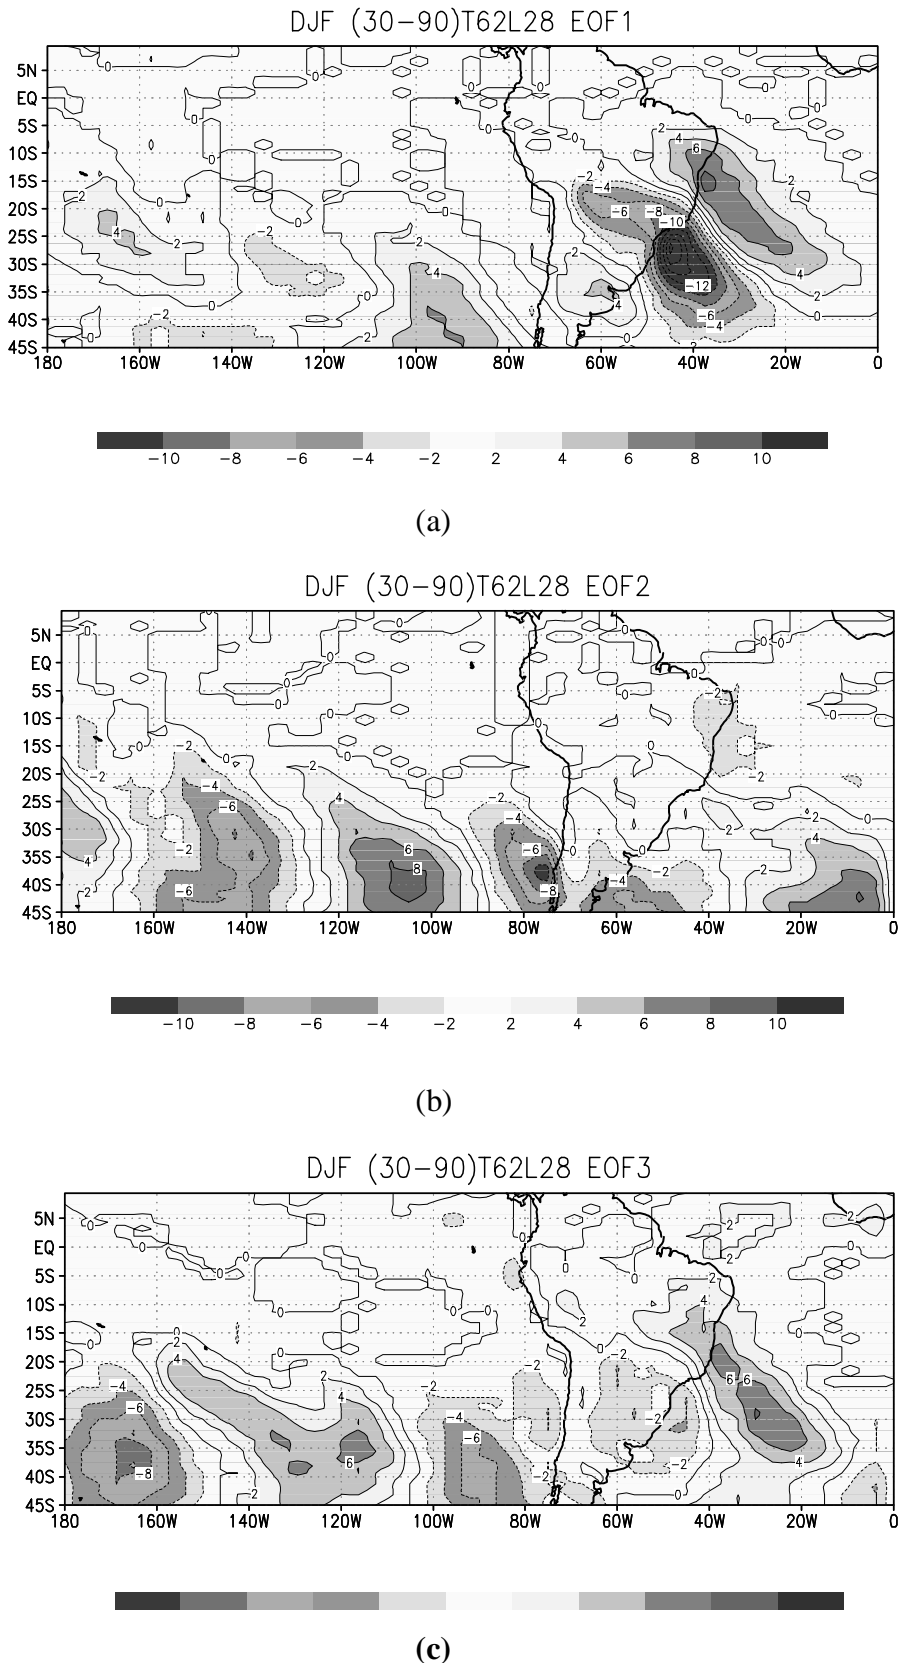 DJF (30−90)T62L28 EOF1
5N
EQ
5S
10S
15S
20S
25S
30S
35S
40S
45S
180 160W 140W 120W 100W 80W 60W 40W 20W 0
−10 −8 −6 −4 −2 2 4 6 8 10
(a)
DJF (30−90)T62L28 EOF2
5N
EQ
5S
10S
15S
20S
25S
30S
35S
40S
45S
180 160W 140W 120W 100W 80W 60W 40W 20W 0
−10 −8 −6 −4 −2 2 4 6 8 10
(b)
DJF (30−90)T62L28 EOF3
5N
EQ
5S
10S
15S
20S
25S
30S
35S
40S
45S
180 160W 140W 120W 100W 80W 60W 40W 20W 0
(c)